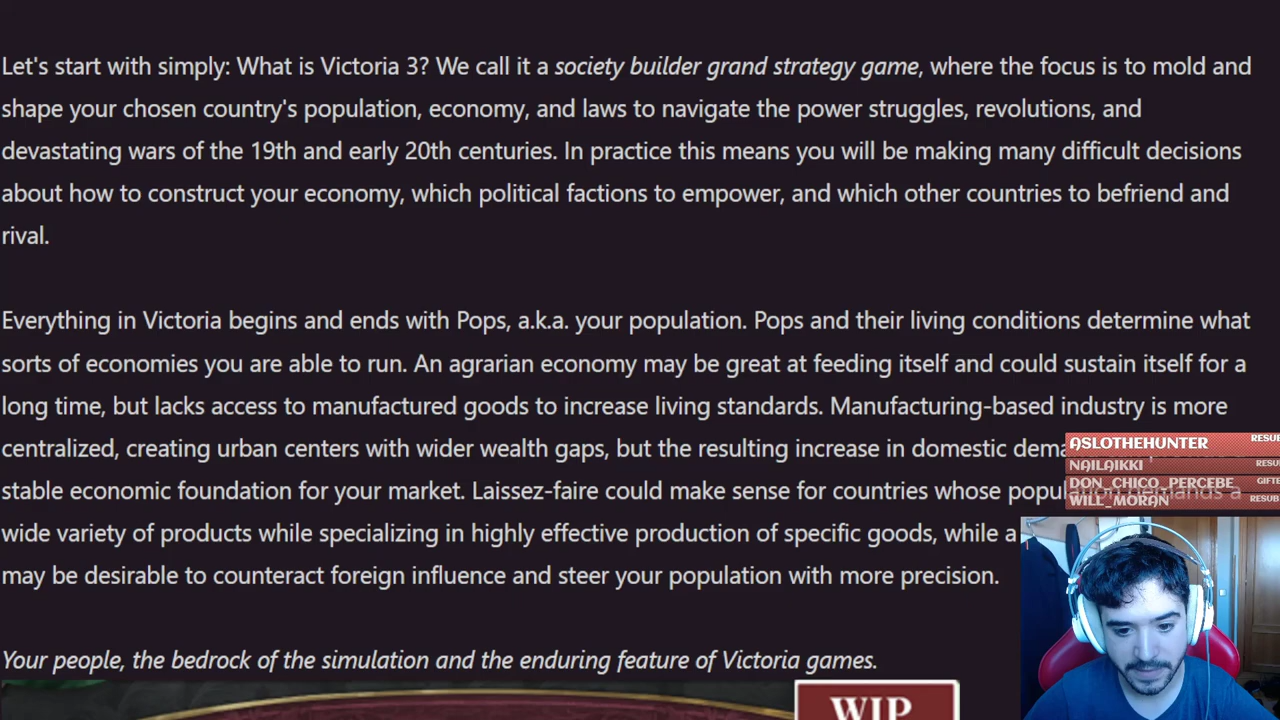 Let's start with simply: What is Victoria 3? We call it a society builder grand strategy game, where the focus is to mold and
shape your chosen country's population, economy, and laws to navigate the power struggles, revolutions, and
devastating wars of the 19th and early 20th centuries. In practice this means you will be making many difficult decisions
about how to construct your economy, which political factions to empower, and which other countries to befriend and
rival.
Everything in Victoria begins and ends with Pops, a.k.a. your population. Pops and their living conditions determine what
sorts of economies you are able to run. An agrarian economy may be great at feeding itself and could sustain itself for a
long time, but lacks access to manufactured goods to increase living standards. Manufacturing-based industry is more
centralized, creating urban centers with wider wealth gaps, but the resulting increase in domestic
stable economic foundation for your market. Laissez-faire could make sense for countries whose a
wide variety of products while specializing in highly effective production of specific goods, while a
may be desirable to counteract foreign influence and steer your population with more precision.
Your people, the bedrock of the simulation and the enduring feature of Victoria games.
WIP
ASLOTHEHUNTER
NAILAIKKI
DON_CHICO_PERCEBE
WILL_MORAN